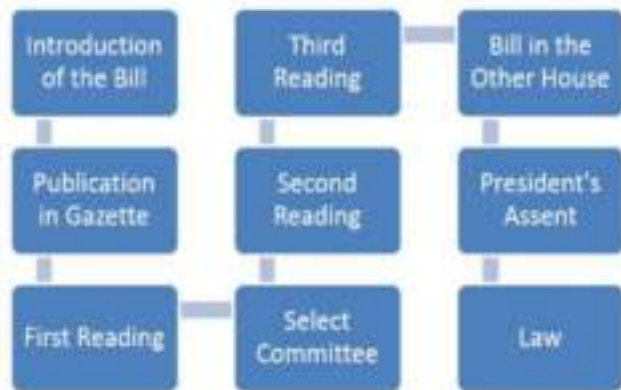 Introduction
of the Bill
Publication
in Gazette
First Reading
Select
Committee
Second
Reading
Third
Reading
Bill in the
Other House
President's
Assent
Law